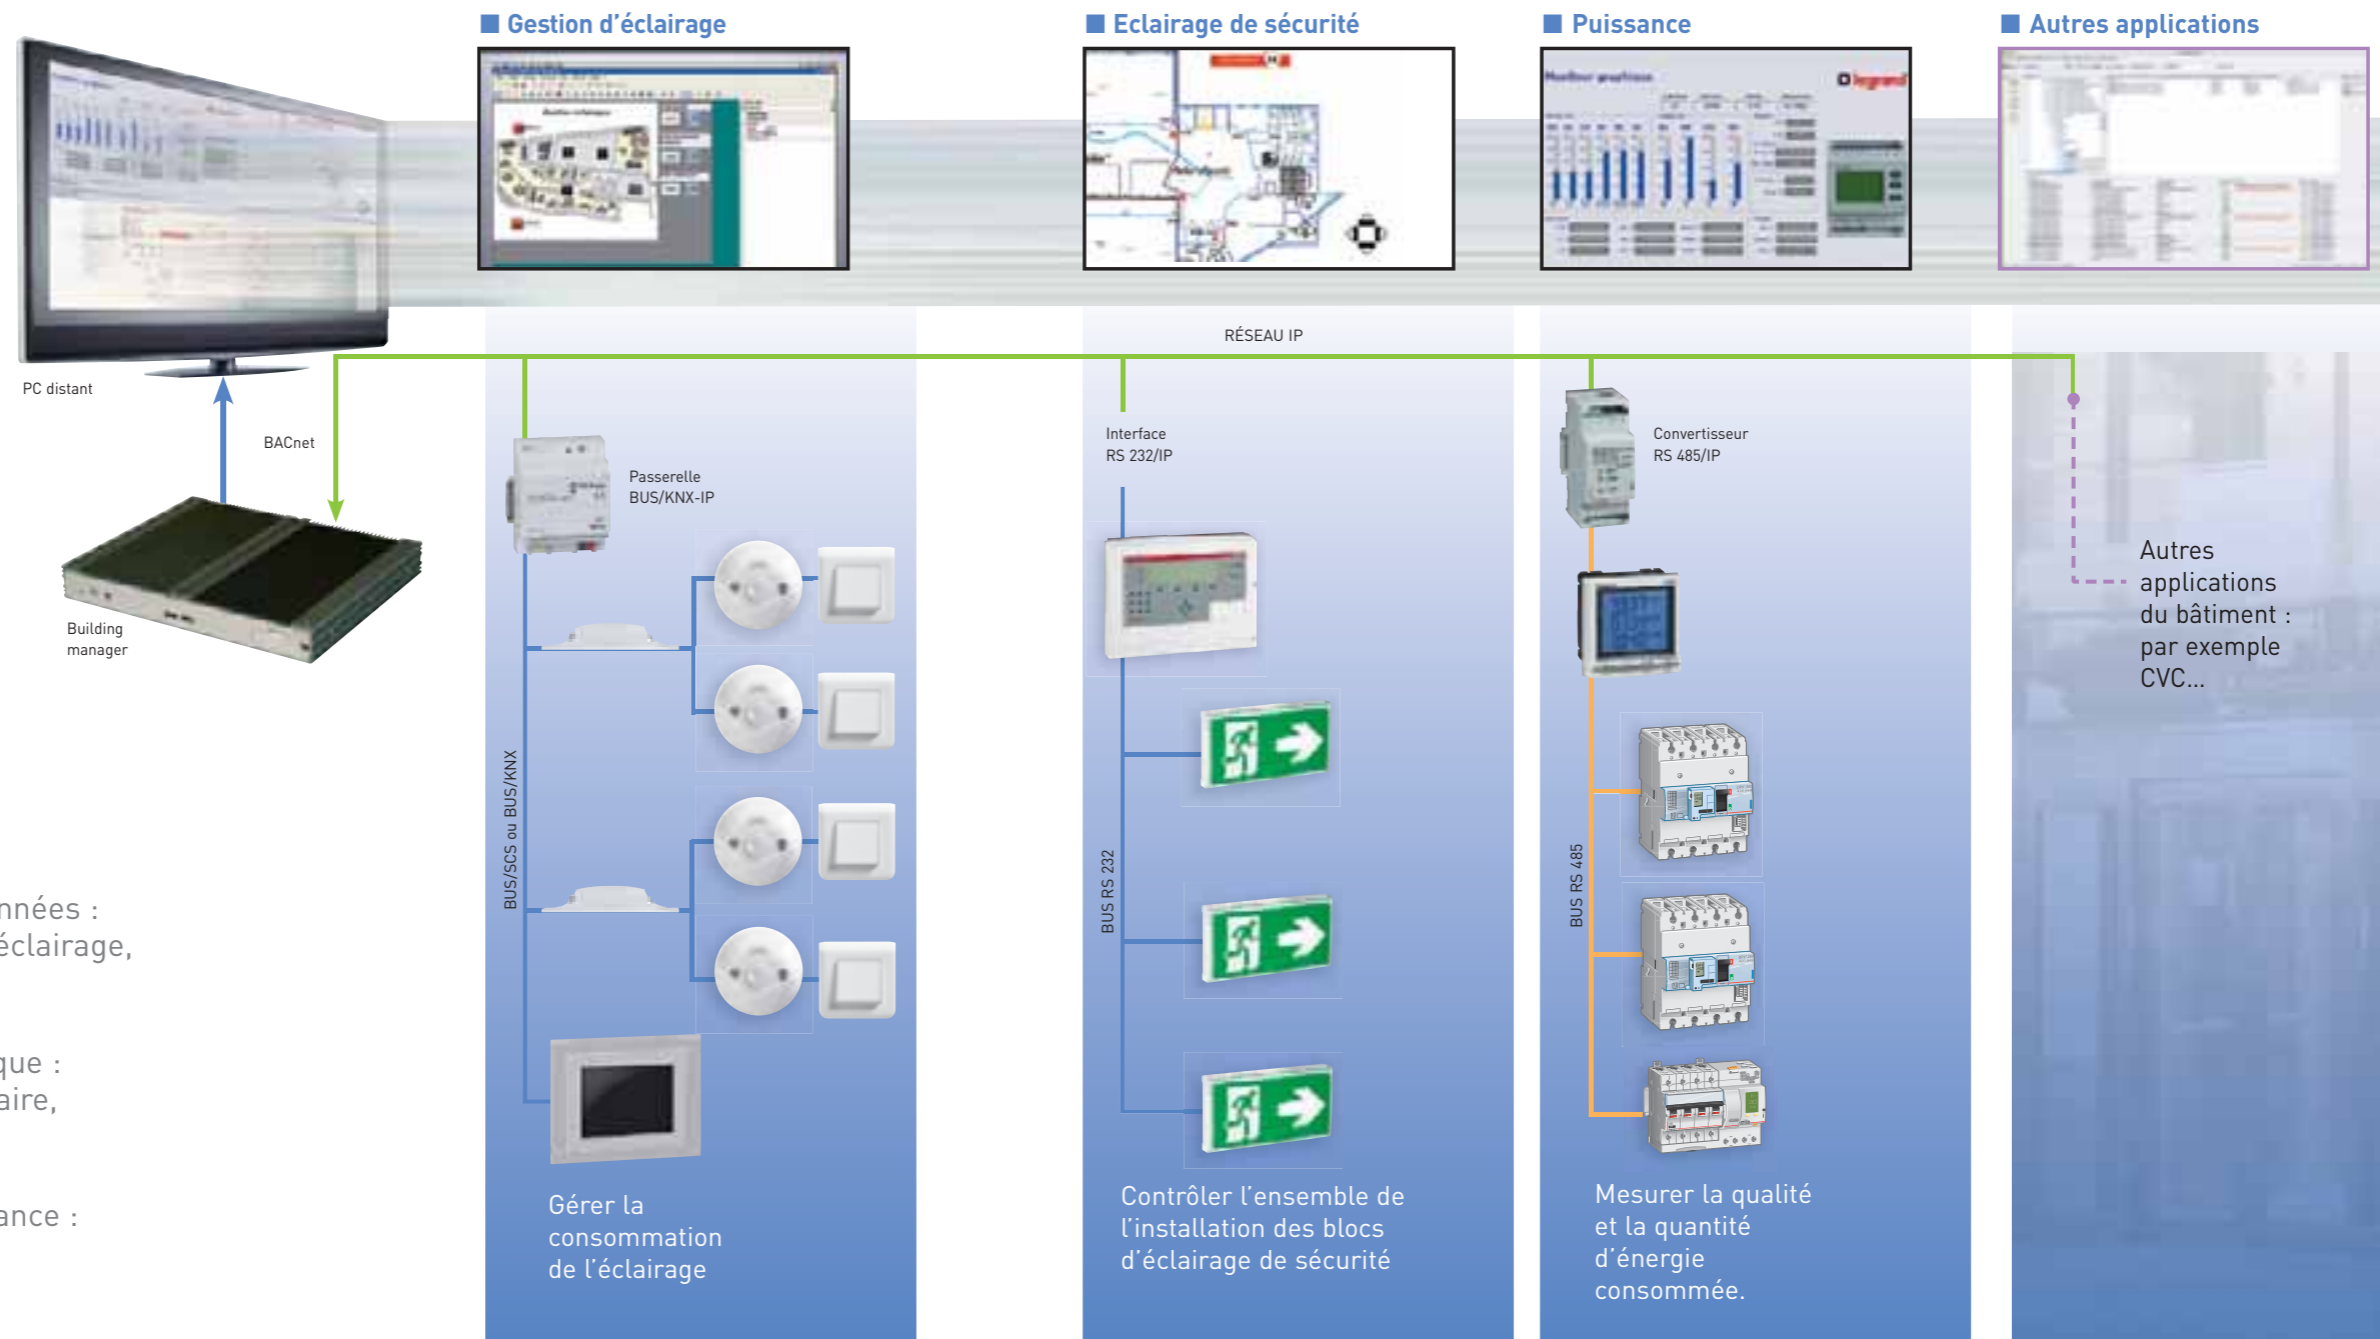 ■ Gestion d'éclairage
■ Eclairage de sécurité
■ Puissance
■ Autres applications
legrand
RÉSEAU IP
PC distant
BACnet
Building
manager
Passerelle
BUS/KNX-IP
BUS/SCS ou BUS/KNX
Gérer la
consommation
de l'éclairage
Interface
RS 232/IP
BUS RS 232
Contrôler l'ensemble de
l'installation des blocs
d'éclairage de sécurité
Convertisseur
RS 485/IP
BUS RS 485
Mesurer la qualité
et la quantité
d'énergie
consommée.
Autres
applications
du bâtiment :
par exemple
CVC...
nnées :
éclairage,
que :
aire,
ance :